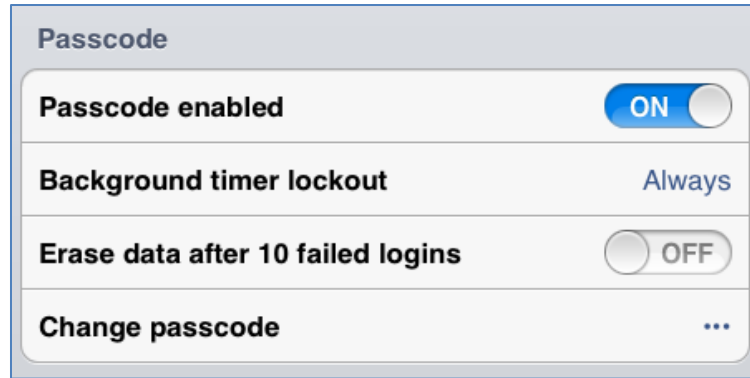 Passcode
Passcode enabled ON
Background timer lockout Always
Erase data after 10 failed logins OFF
Change passcode ...